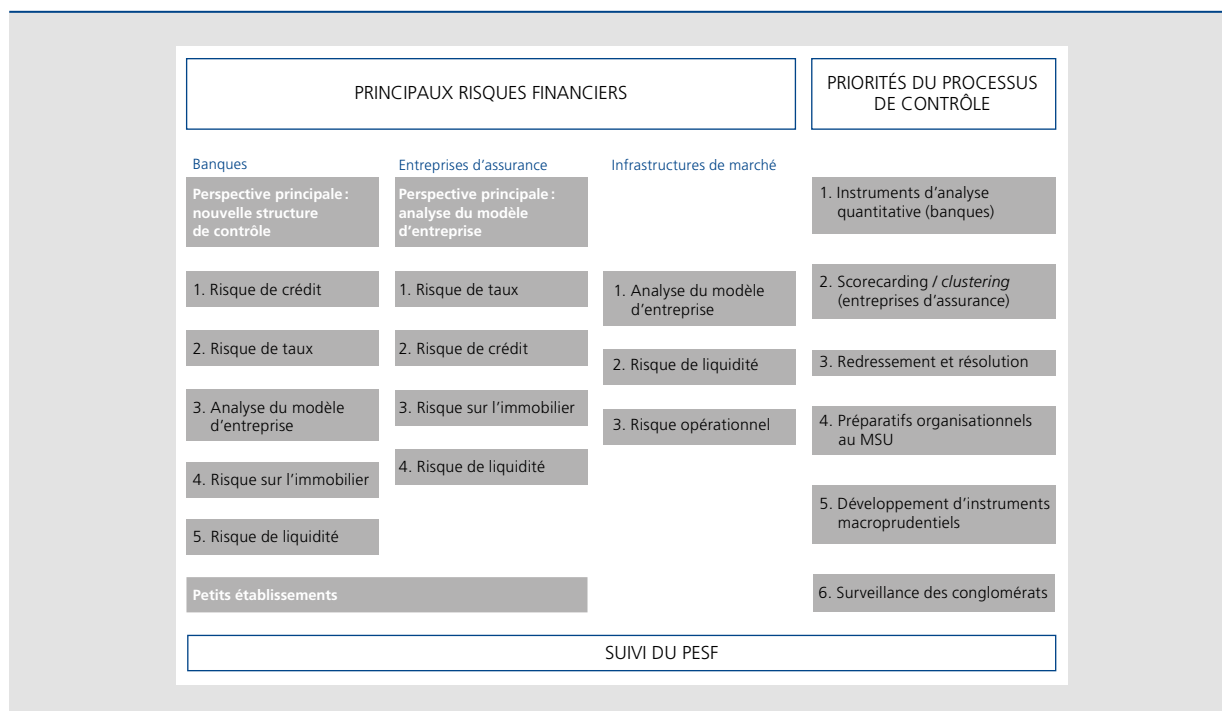 PRINCIPAUX RISQUES FINANCIERS
PRIORITÉS DU PROCESSUS
DE CONTRÔLE
Banques
Perspective principale :
nouvelle structure
de contrôle
1. Risque de crédit
2. Risque de taux
3. Analyse du modèle
d’entreprise
4. Risque sur l’immobilier
5. Risque de liquidité
Entreprises d’assurance
Perspective principale :
analyse du modèle
d’entreprise
1. Risque de taux
2. Risque de crédit
3. Risque sur l’immobilier
4. Risque de liquidité
Petits établissements
Infrastructures de marché
1. Analyse du modèle
d’entreprise
2. Risque de liquidité
3. Risque opérationnel
1. Instruments d’analyse
quantitative (banques)
2. Scorecarding / clustering
(entreprises d’assurance)
3. Redressement et résolution
4. Préparatifs organisationnels
au MSU
5. Développement d’instruments
macroprudentiels
6. Surveillance des conglomérats
SUIVI DU PESF